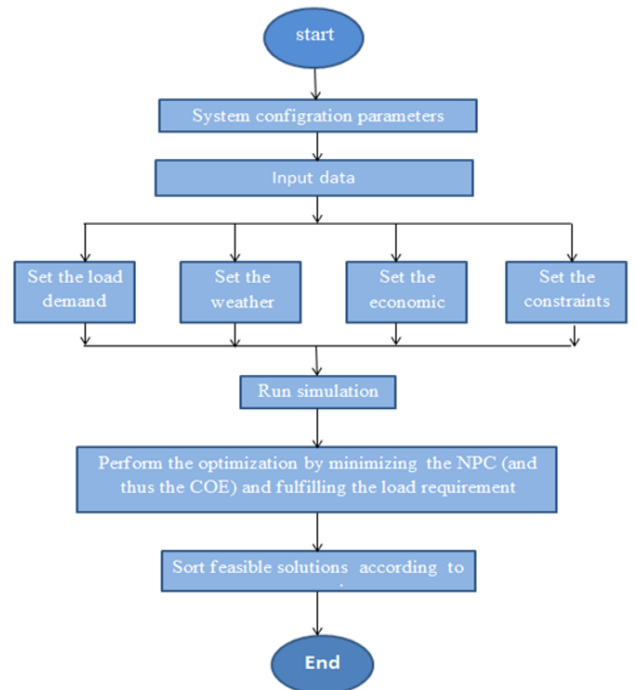 start
System configration parameters
Input data
Set the load
demand
Set the
weather
Set the
economic
Set the
constraints
Run simulation
Perform the optimization by minimizing the NPC (and
thus the COE) and fulfilling the load requirement
Sort feasible solutions according to
End